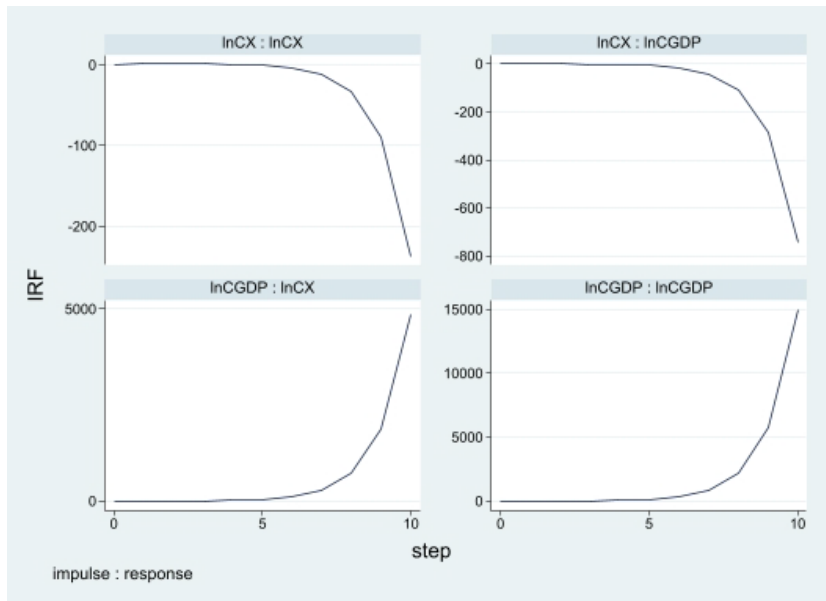 lnCX : lnCX
lnCX : lnCGDP
0
-100
-200
0
-200
-400
-600
-800
IRF
lnCGDP : lnCX
lnCGDP : lnCGDP
5000
0
15000
10000
5000
0
0 5 10
0 5 10
step
impulse : response